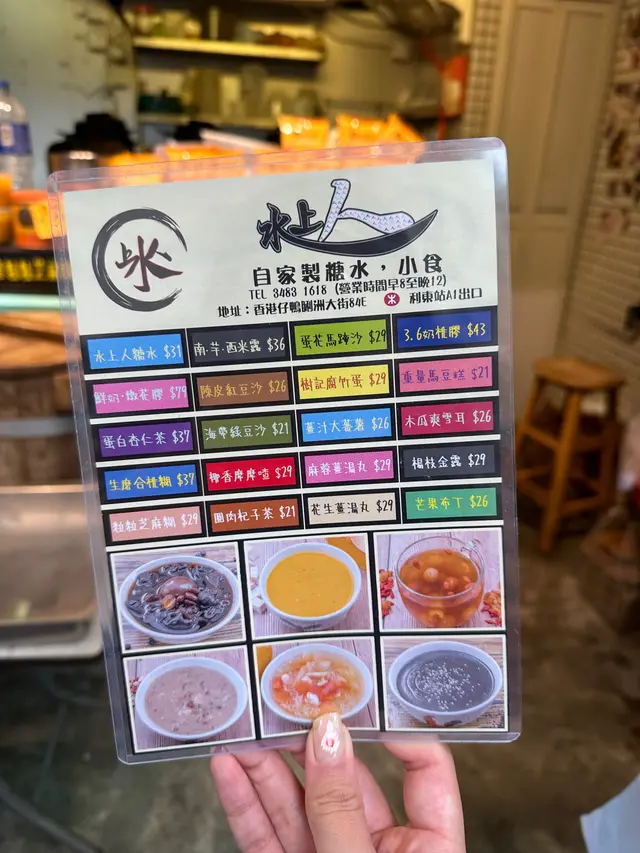 上水
水上人
自家製糖水，小食
TEL 3483 1618 (營業時間早8至晚12)
地址：香港仔鴨脷洲大街84E 利東站A1出口
水上人糖水 $31
南·芋·西米露 $36
蛋花馬蹄沙 $29
3.6奶楂膠 $43
鮮奶·燉花膠 $79
陳皮紅豆沙 $26
樹記腐竹蛋 $29
重量馬豆糕 $21
蛋白杏仁茶 $37
海帶綠豆沙 $21
薑汁大蕃薯 $26
木瓜爽雪耳 $26
生磨合桃糊 $37
椰香摩摩喳 $29
麻蓉薑湯丸 $29
楊枝金露 $29
粒粒芝麻糊 $29
圓肉杞子茶 $21
花生薑湯丸 $29
芒果布丁 $26